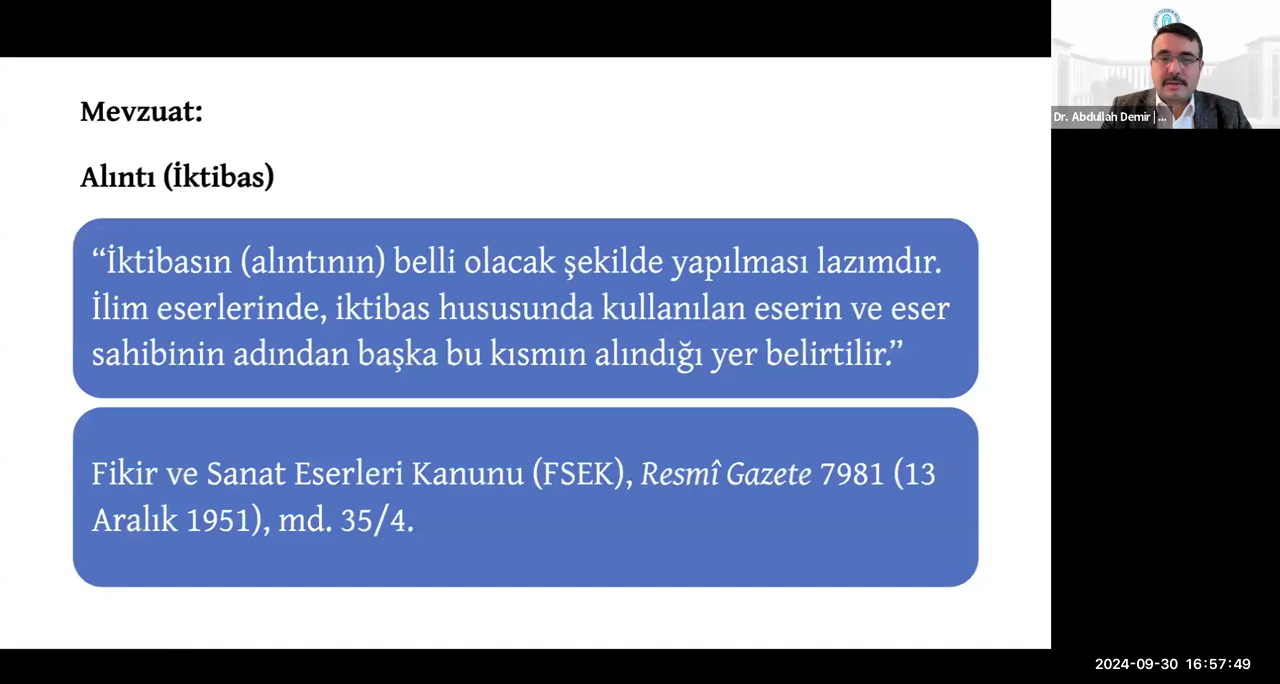 Mevzuat:
Alıntı (İktibas)
“İktibasın (alıntının) belli olacak şekilde yapılması lazımdır.
İlim eserlerinde, iktibas hususunda kullanılan eserin ve eser
sahibinin adından başka bu kısmın alındığı yer belirtilir.”
Fikir ve Sanat Eserleri Kanunu (FSEK), Resmî Gazete 7981 (13
Aralık 1951), md. 35/4.
Dr. Abdullah Demir | ...
2024-09-30 16:57:49